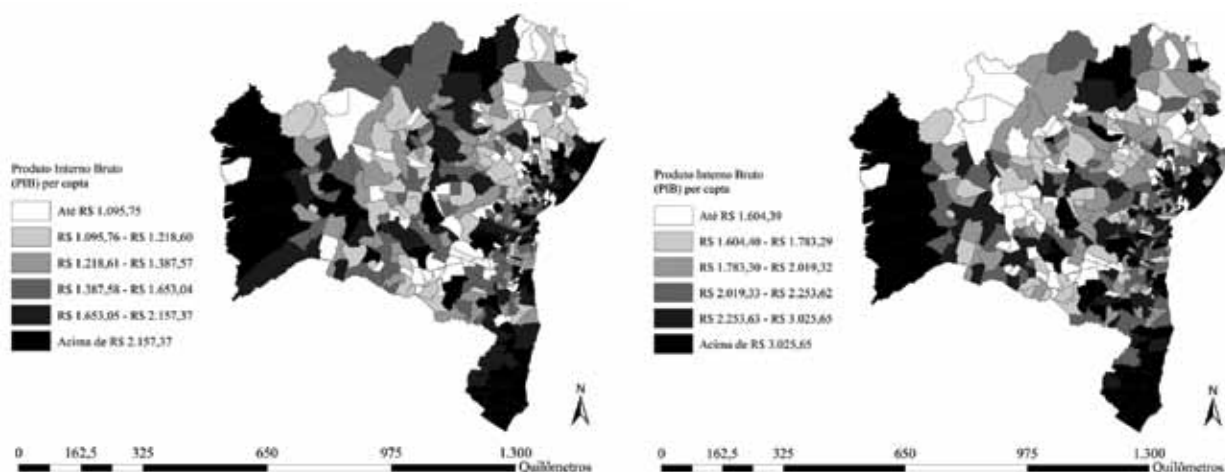 Produto Interno Bruto
(PIB) per capta
Até R$ 1.095,75
R$ 1.095,76 - R$ 1.218,60
R$ 1.218,61 - R$ 1.387,57
R$ 1.387,58 - R$ 1.653,04
R$ 1.653,05 - R$ 2.157,37
Acima de R$ 2.157,37
N
0 162,5 325 650 975 1.300
Quilômetros
Produto Interno Bruto
(PIB) per capta
Até R$ 1.604,39
R$ 1.604,40 - R$ 1.783,29
R$ 1.783,30 - R$ 2.019,32
R$ 2.019,33 - R$ 2.253,62
R$ 2.253,63 - R$ 3.025,65
Acima de R$ 3.025,65
N
0 162,5 325 650 975 1.300
Quilômetros